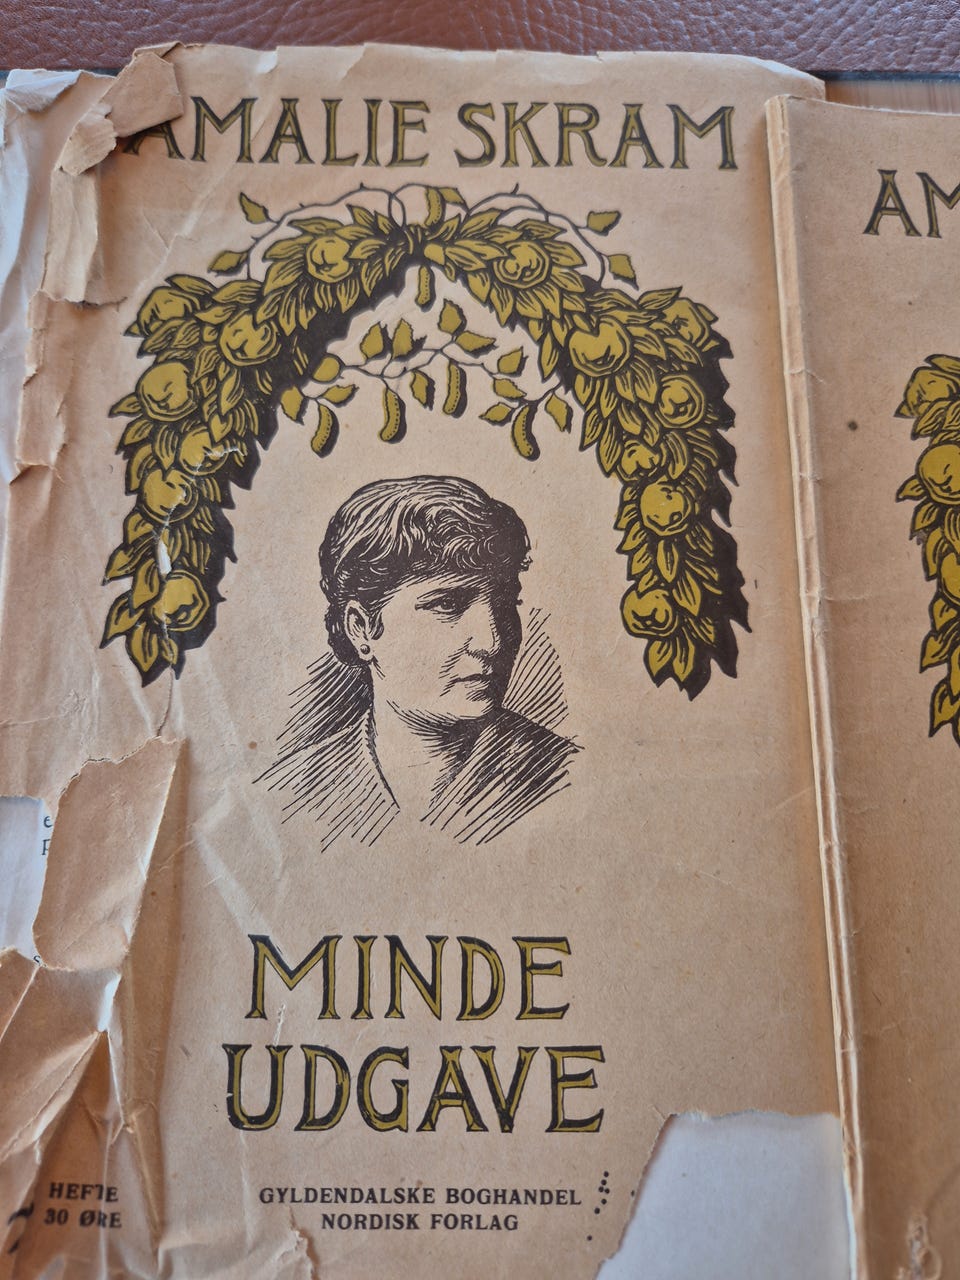 AMALIE SKRAM
MINDE
UDGAVE
HEFTE
30 ØRE
GYLDENDALSKE BOGHANDEL
NORDISK FORLAG
AM